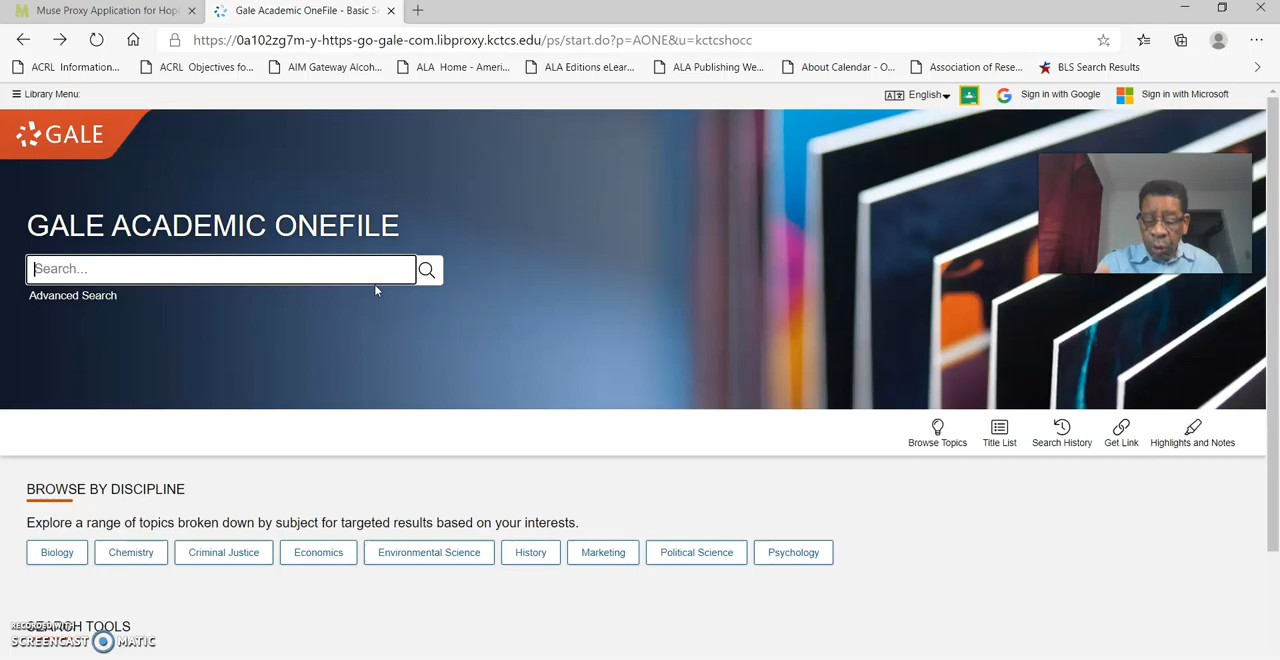 Muse Proxy Application for Hop
Gale Academic OneFile - Basic S
https://0a102zg7m-y-https-go-gale-com.libproxy.kctcs.edu/ps/start.do?p=AONE&u=kctcshocc
ACRL Information...
ACRL Objectives fo...
AIM Gateway Alcoh...
ALA Home - Ameri...
ALA Editions eLear...
ALA Publishing We...
About Calendar - O...
Association of Rese...
BLS Search Results
Library Menu:
English
Sign in with Google
Sign in with Microsoft
GALE
GALE ACADEMIC ONEFILE
Search...
Advanced Search
Browse Topics
Title List
Search History
Get Link
Highlights and Notes
BROWSE BY DISCIPLINE
Explore a range of topics broken down by subject for targeted results based on your interests.
Biology
Chemistry
Criminal Justice
Economics
Environmental Science
History
Marketing
Political Science
Psychology
SEARCH TOOLS
RECORDED WITH
SCREENCAST MATIC